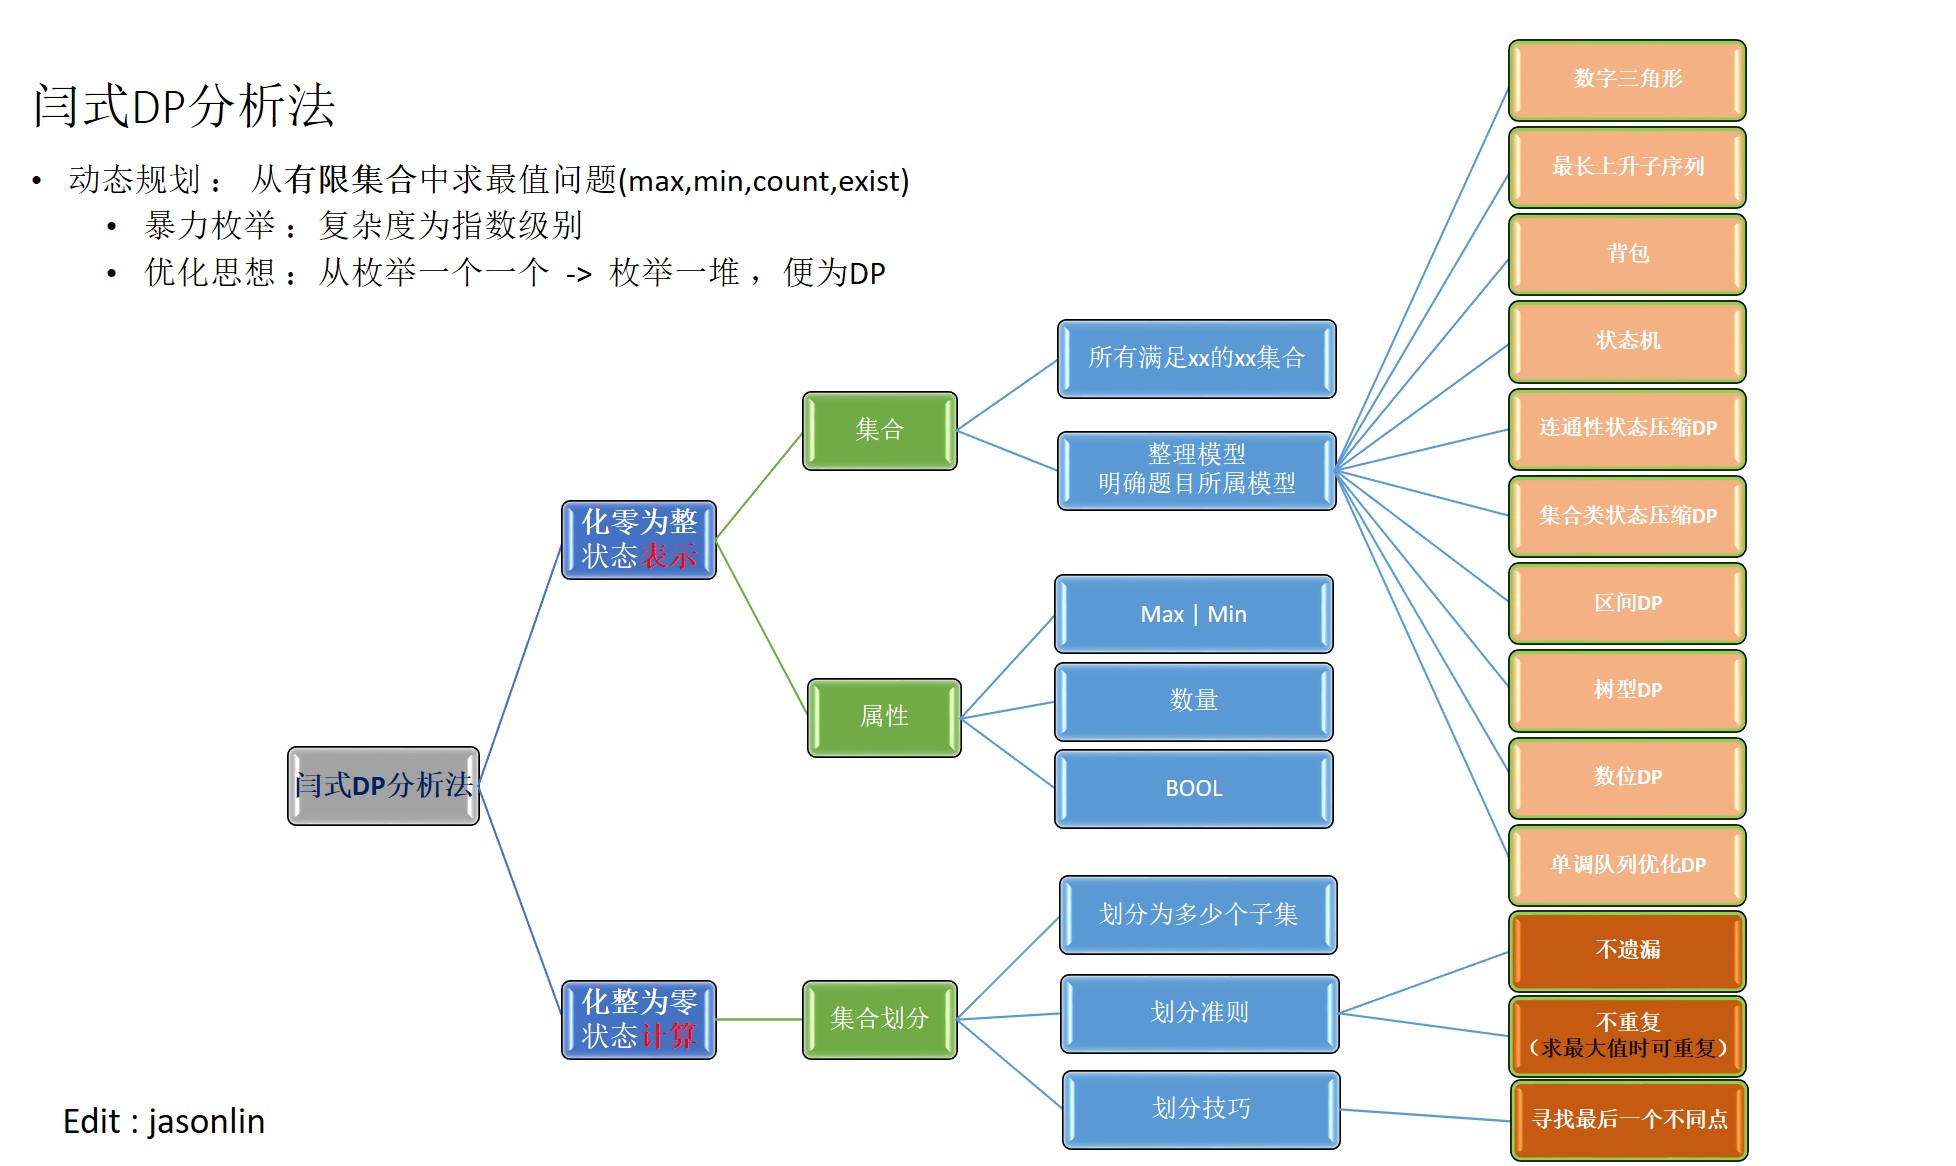 闫式DP分析法
• 动态规划： 从有限集合中求最值问题(max,min,count,exist)
• 暴力枚举：复杂度为指数级别
• 优化思想：从枚举一个一个 -> 枚举一堆，便为DP
闫式DP分析法
化零为整
状态表示
集合
所有满足xx的xx集合
整理模型
明确题目所属模型
数字三角形
最长上升子序列
背包
状态机
连通性状态压缩DP
集合类状态压缩DP
区间DP
树型DP
数位DP
单调队列优化DP
属性
Max | Min
数量
BOOL
化整为零
状态计算
集合划分
划分为多少个子集
划分准则
不遗漏
不重复
（求最大值时可重复）
划分技巧
寻找最后一个不同点
Edit : jasonlin